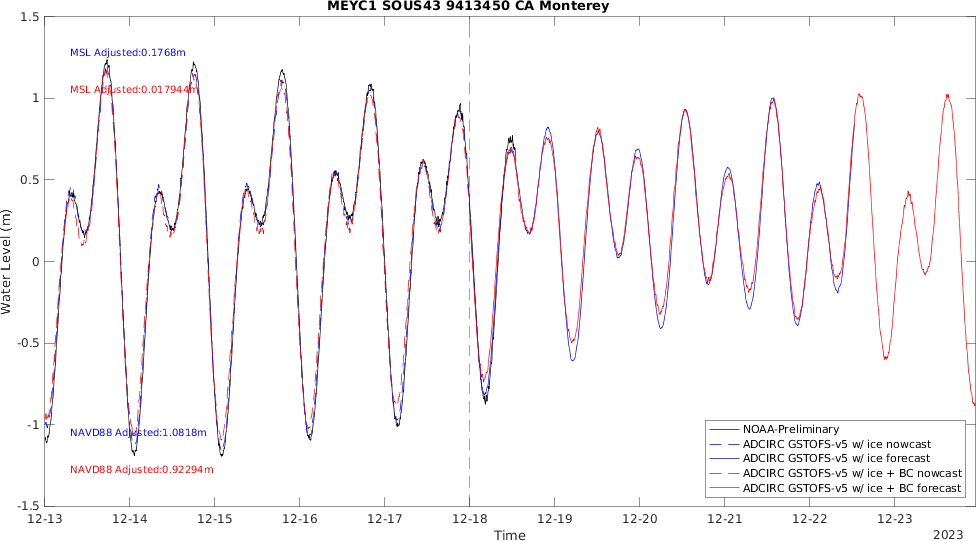 MEYC1 SOUS43 9413450 CA Monterey
1.5
MSL Adjusted:0.1768m
1
MSL Adjusted:0.017944m
0.5
0
-0.5
-1
NAVD88 Adjusted:1.0818m
NAVD88 Adjusted:0.92294m
-1.5
Water Level (m)
NOAA-Preliminary
ADCIRC GSTOFS-v5 w/ ice nowcast
ADCIRC GSTOFS-v5 w/ ice forecast
ADCIRC GSTOFS-v5 w/ ice + BC nowcast
ADCIRC GSTOFS-v5 w/ ice + BC forecast
12-13 12-14 12-15 12-16 12-17 12-18 12-19 12-20 12-21 12-22 12-23
Time
2023